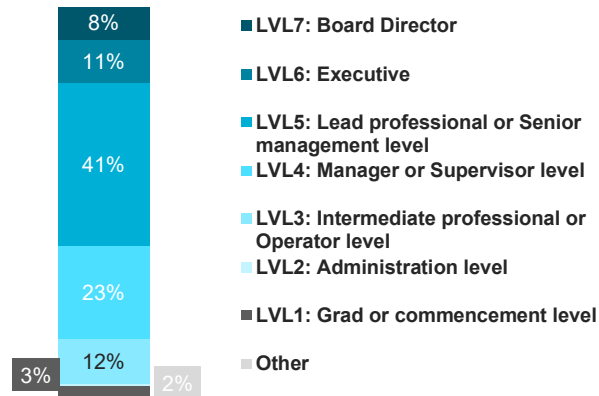 8%
11%
41%
23%
12%
3%
2%
LVL7: Board Director
LVL6: Executive
LVL5: Lead professional or Senior
management level
LVL4: Manager or Supervisor level
LVL3: Intermediate professional or
Operator level
LVL2: Administration level
LVL1: Grad or commencement level
Other